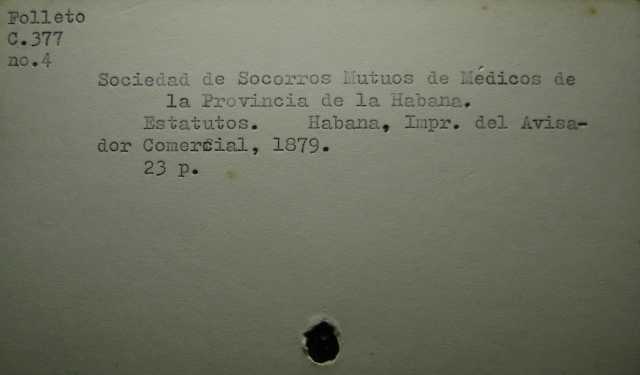 Folleto
C.377
no.4
Sociedad de Socorros Mutuos de Médicos de
la Provincia de la Habana.
Estatutos. Habana, Impr. del Avisa-
dor Comercial, 1879.
23 p.